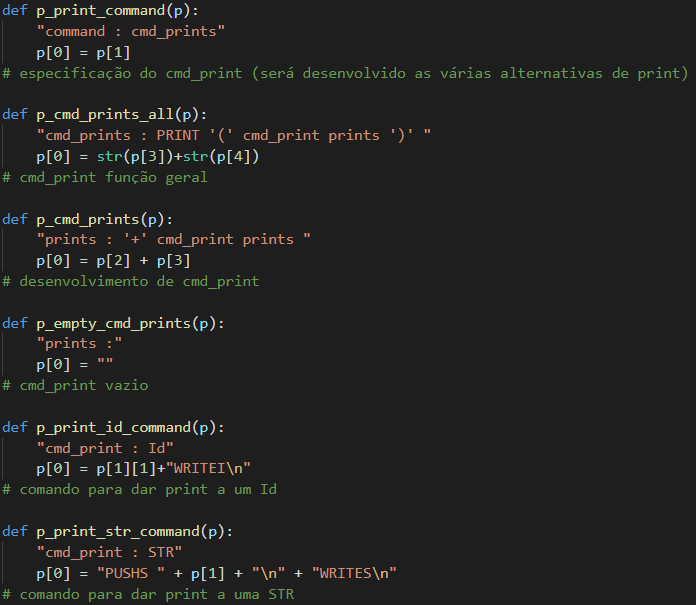 def p_print_command(p):
    "command : cmd_prints"
    p[0] = p[1]
# especificação do cmd_print (será desenvolvido as várias alternativas de print)
def p_cmd_prints_all(p):
    "cmd_prints : PRINT '(' cmd_print prints ')' "
    p[0] = str(p[3])+str(p[4])
# cmd_print função geral
def p_cmd_prints(p):
    "prints : '+' cmd_print prints "
    p[0] = p[2] + p[3]
# desenvolvimento de cmd_print
def p_empty_cmd_prints(p):
    "prints :"
    p[0] = ""
# cmd_print vazio
def p_print_id_command(p):
    "cmd_print : Id"
    p[0] = p[1][1]+"WRITEI\n"
# comando para dar print a um Id
def p_print_str_command(p):
    "cmd_print : STR"
    p[0] = "PUSHS " + p[1] + "\n" + "WRITES\n"
# comando para dar print a uma STR